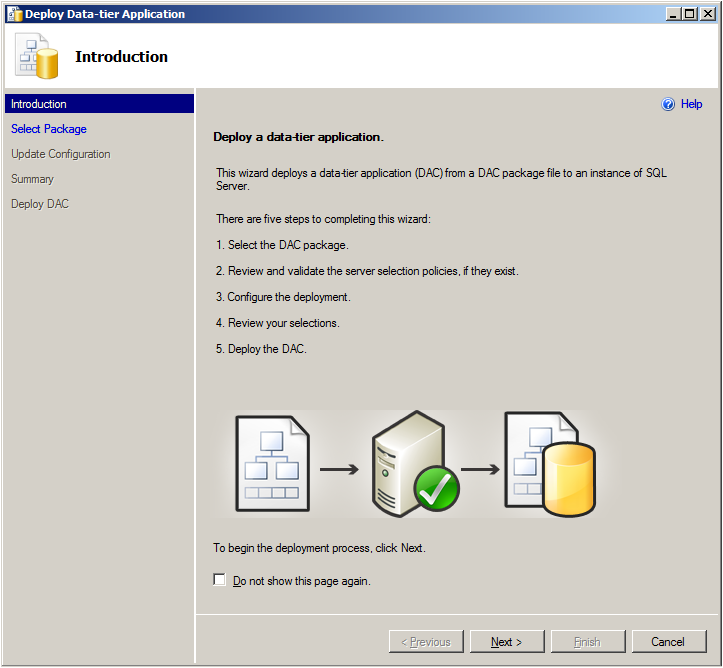 Deploy Data-tier Application
Introduction
Introduction
Select Package
Update Configuration
Summary
Deploy DAC
Help
Deploy a data-tier application.
This wizard deploys a data-tier application (DAC) from a DAC package file to an instance of SQL
Server.
There are five steps to completing this wizard:
1. Select the DAC package.
2. Review and validate the server selection policies, if they exist.
3. Configure the deployment.
4. Review your selections.
5. Deploy the DAC.
To begin the deployment process, click Next.
Do not show this page again.
< Previous
Next >
Finish
Cancel